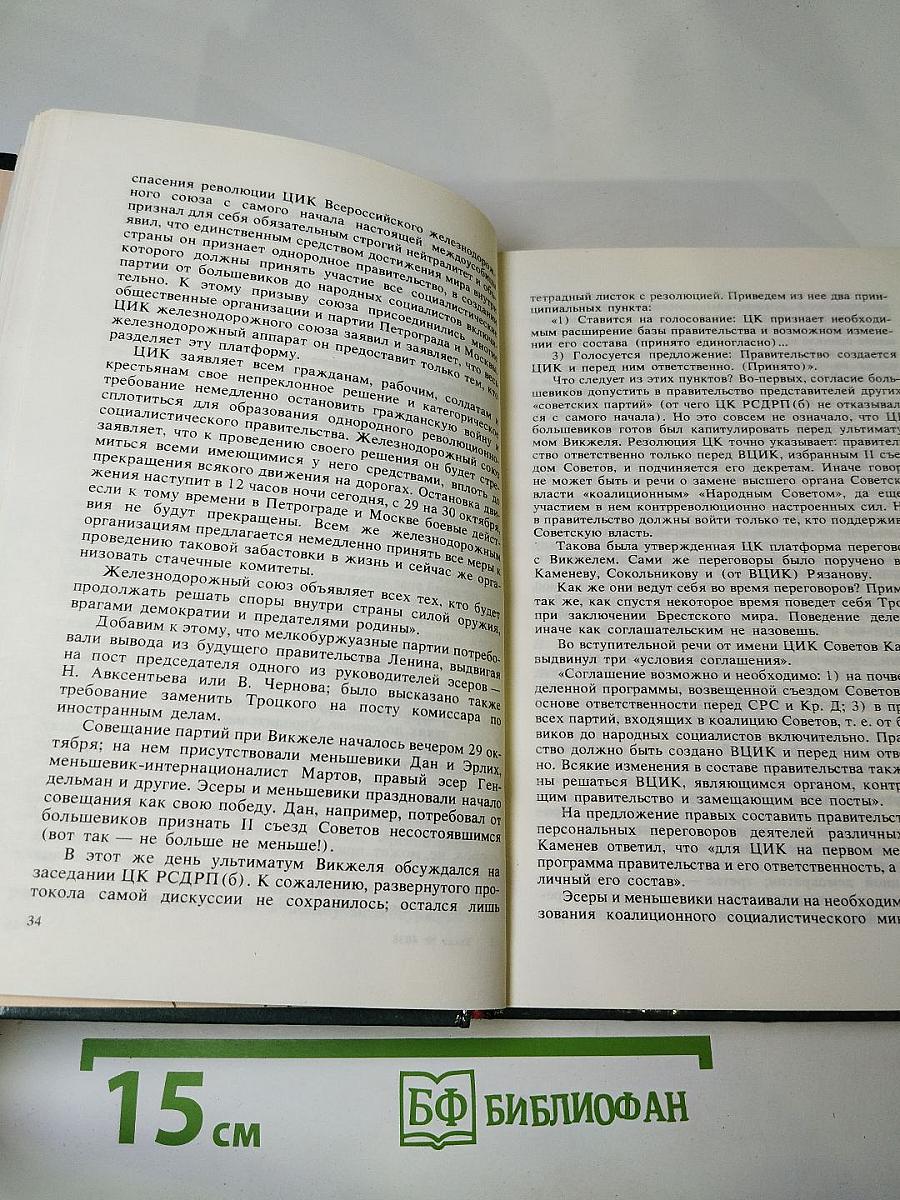 спасения революции ЦИК Всероссийского железнодорож-
ного союза с самого начала настоящей междоусобицы
признал для себя обязательным строгий нейтралитет и объ-
явил, что единственным средством достижения мира внутри
страны он признает однородное правительство, в создании
которого должны принять участие все социалистические
партии от большевиков до народных социалистов включи-
тельно. К этому призыву союза присоединились многие
общественные организации и партии Петрограда и Москвы.
ЦИК железнодорожного союза заявил и заявляет, что весь
железнодорожный аппарат он предоставит только тем, кто
разделяет эту платформу.
ЦИК заявляет всем гражданам, рабочим, солдатам и
крестьянам свое непреклонное решение и категорическое
требование немедленно остановить гражданскую войну и
сплотиться для образования однородного революционно-
социалистического правительства. Железнодорожный союз
заявляет, что к проведению своего решения он будет стре-
миться всеми имеющимися у него средствами, вплоть до
прекращения всякого движения на дорогах. Остановка дви-
жения наступит в 12 часов ночи сегодня, с 29 на 30 октября,
если к тому времени в Петрограде и Москве боевые дейст-
вия не будут прекращены. Всем же железнодорожным
организациям предлагается немедленно принять все меры к
проведению таковой забастовки в жизнь и сейчас же орга-
низовать стачечные комитеты.
Железнодорожный союз объявляет всех тех, кто будет
продолжать решать споры внутри страны силой оружия,
врагами демократии и предателями родины».
Добавим к этому, что мелкобуржуазные партии потребо-
вали вывода из будущего правительства Ленина, выдвигая
на пост председателя одного из руководителей эсеров —
Н. Авксентьева или В. Чернова; было высказано также
требование заменить Троцкого на посту комиссара по
иностранным делам.
Совещание партий при Викжеле началось вечером 29 ок-
тября; на нем присутствовали меньшевики Дан и Эрлих,
меньшевик-интернационалист Мартов, правый эсер Ген-
дельман и другие. Эсеры и меньшевики праздновали начало
совещания как свою победу. Дан, например, потребовал от
большевиков признать II съезд Советов несостоявшимся
(вот так — не больше не меньше!).
В этот же день ультиматум Викжеля обсуждался на
заседании ЦК РСДРП(б). К сожалению, развернутого про-
токола самой дискуссии не сохранилось; остался лишь
34
тетрадный листок с резолюцией. Приведем из нее два прин-
ципиальных пункта:
«1) Ставится на голосование: ЦК признает необходи-
мым расширение базы правительства и возможном измене-
нии его состава (принято единогласно)...
3) Голосуется предложение: Правительство создается
ЦИК и перед ним ответственно. (Принято)».
Что следует из этих пунктов? Во-первых, согласие боль-
шевиков допустить в правительство представителей других
«советских партий» (от чего ЦК РСДРП(б) не отказывал
ся с самого начала). Но это совсем не означало, что ЦК
большевиков готов был капитулировать перед ультимату
мом Викжеля. Резолюция ЦК точно указывает: правитель
ство ответственно только перед ВЦИК, избранным II съе
дом Советов, и подчиняется его декретам. Иначе говор
не может быть и речи о замене высшего органа Советск
власти «коалиционным» «Народным Советом», да еще
участием в нем контрреволюционно настроенных сил. Н
в правительство должны войти только те, кто поддержив
Советскую власть.
Такова была утвержденная ЦК платформа перегово
с Викжелем. Сами же переговоры было поручено в
Каменеву, Сокольникову и (от ВЦИК) Рязанову.
Как же они ведут себя во время переговоров? Прим
так же, как спустя некоторое время поведет себя Тро
при заключении Брестского мира. Поведение делег
иначе как соглашательским не назовешь.
Во вступительной речи от имени ЦИК Советов Ка
выдвинул три «условия соглашения».
«Соглашение возможно и необходимо: 1) на почве
деленной программы, возвещенной съездом Советов
основе ответственности перед СРС и Кр. Д; 3) в пр
всех партий, входящих в коалицию Советов, т. е. от б
виков до народных социалистов включительно. Пра
ство должно быть создано ВЦИК и перед ним отве
но. Всякие изменения в составе правительства такж
ны решаться ВЦИК, являющимся органом, контр
щим правительство и замещающим все посты».
На предложение правых составить правительст
персональных переговоров деятелей различных
Каменев ответил, что «для ЦИК на первом ме
программа правительства и его ответственность, а
личный его состав».
Эсеры и меньшевики настаивали на необходим
зования коалиционного социалистического мин
15 см
БФ БИБЛИОФАН